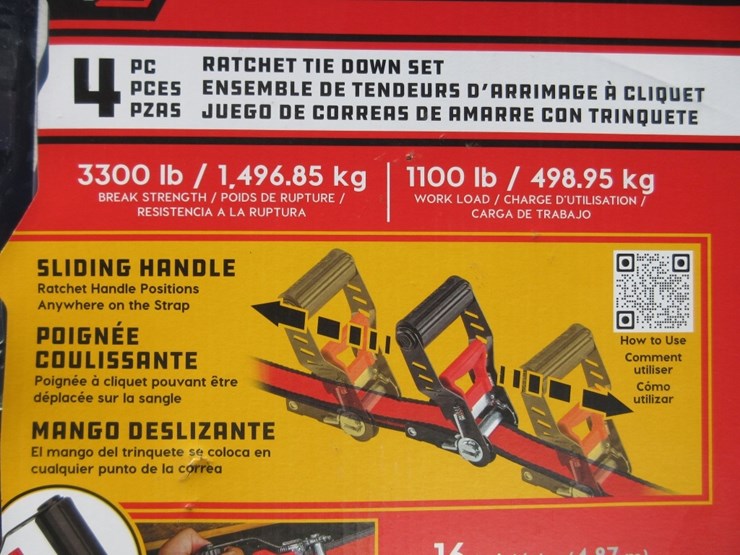 4 PC PCES PZAS
RATCHET TIE DOWN SET
ENSEMBLE DE TENDEURS D'ARRIMAGE À CLIQUET
JUEGO DE CORREAS DE AMARRE CON TRINQUETE
3300 lb / 1,496.85 kg
BREAK STRENGTH / POIDS DE RUPTURE /
RESISTENCIA A LA RUPTURA
1100 lb / 498.95 kg
WORK LOAD / CHARGE D'UTILISATION /
CARGA DE TRABAJO
SLIDING HANDLE
Ratchet Handle Positions
Anywhere on the Strap
POIGNÉE
COULISSANTE
Poignée à cliquet pouvant être
déplacée sur la sangle
MANGO DESLIZANTE
El mango del trinquete se coloca en
cualquier punto de la correa
How to Use
Comment
utiliser
Cómo
utilizar
16